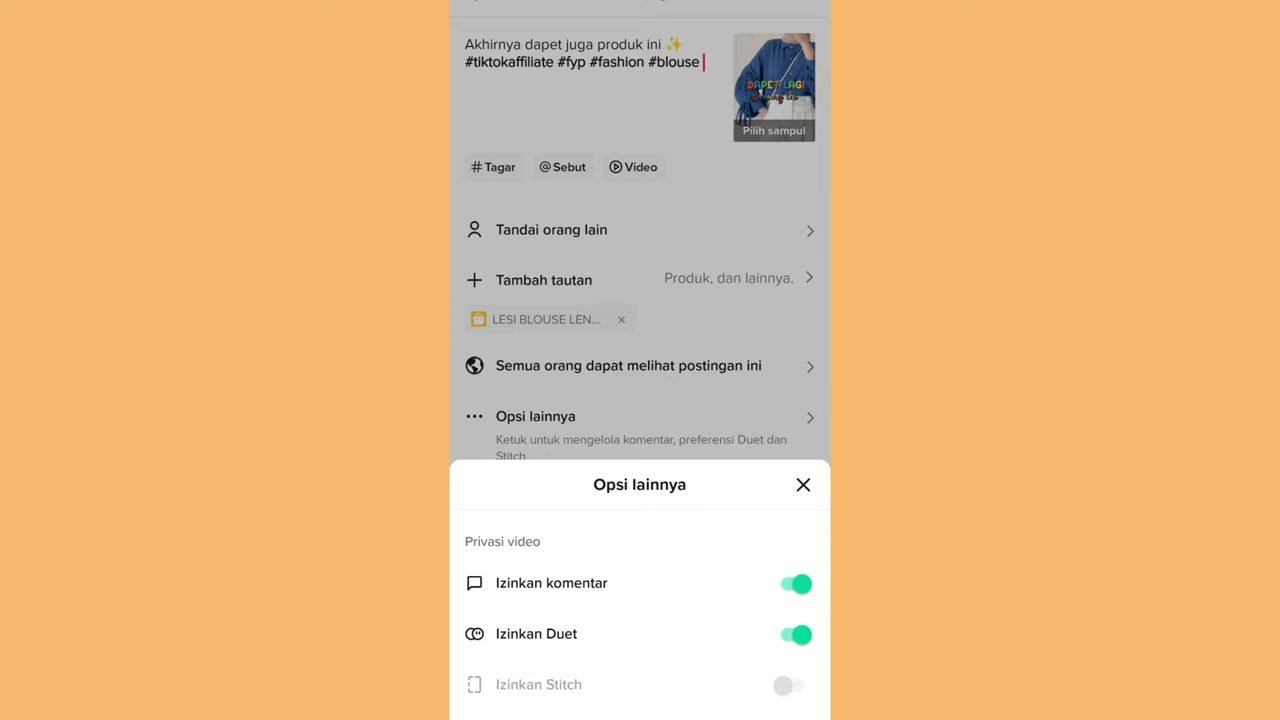 Akhirnya dapet juga produk ini ✨
#tiktokaffiliate #fyp #fashion #blouse
DAPET LAGI
Pilih sampul
# Tagar
@ Sebut
Video
Tandai orang lain
Tambah tautan
Produk, dan lainnya.
LESI BLOUSE LEN...
Semua orang dapat melihat postingan ini
Opsi lainnya
Ketuk untuk mengelola komentar, preferensi Duet dan
Stitch
Opsi lainnya
Privasi video
Izinkan komentar
Izinkan Duet
Izinkan Stitch